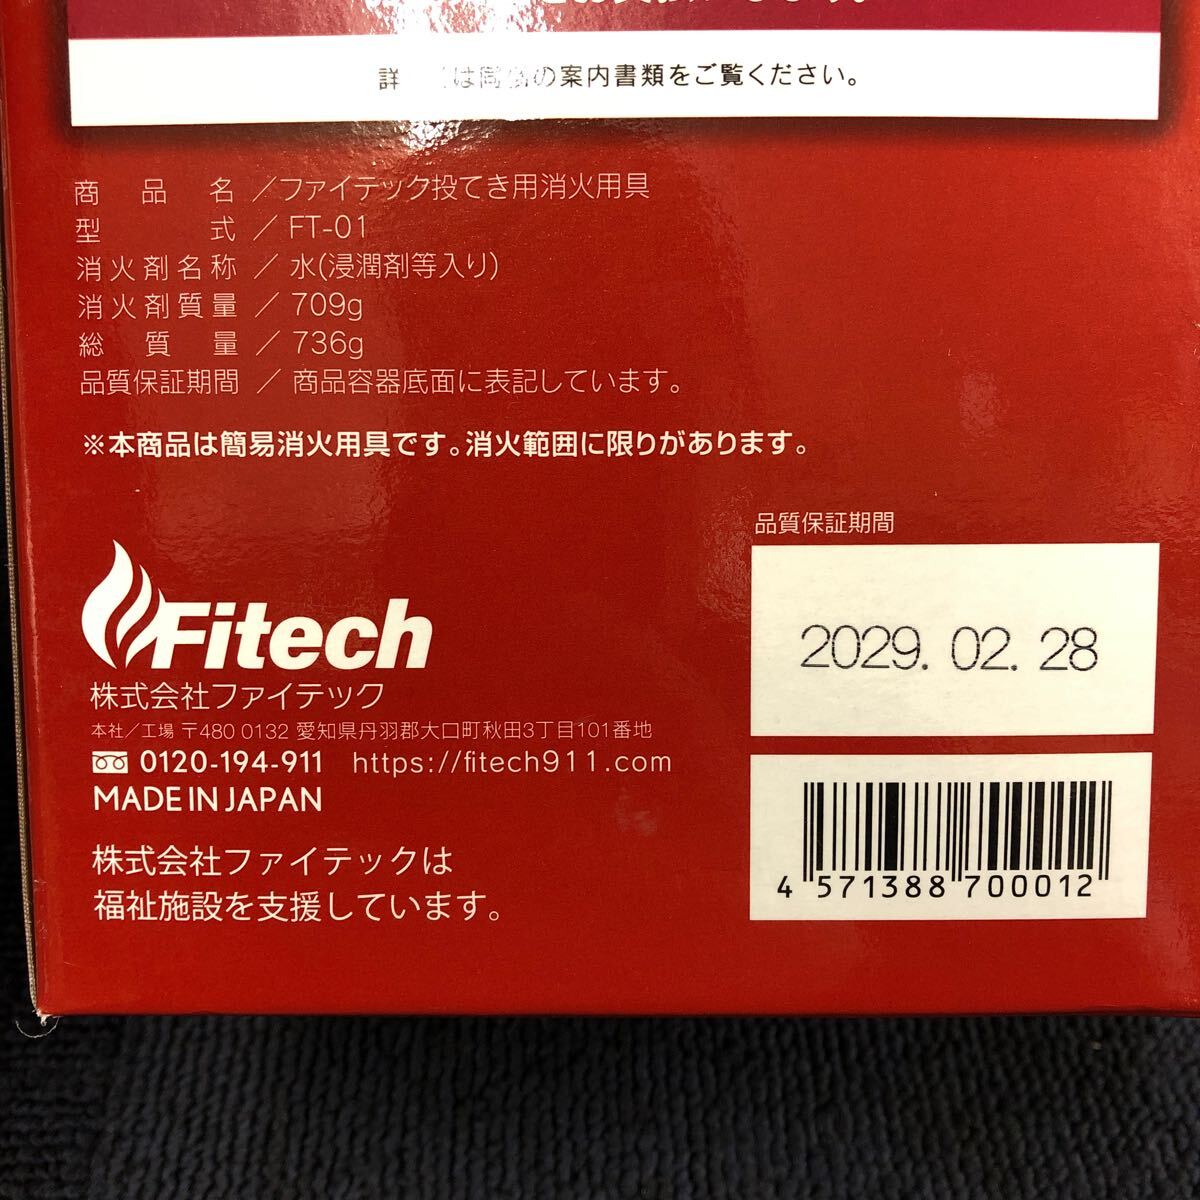 をお支払いします。
詳 は同 の案内書類をご覧ください。
商品名／ファイテック投てき用消火用具
型式／FT-01
消火剤名称／水(浸潤剤等入り)
消火剤質量／709g
総質量／736g
品質保証期間／商品容器底面に表記しています。
※本商品は簡易消火用具です。消火範囲に限りがあります。
品質保証期間
2029.02.28
Fitech
株式会社ファイテック
本社／工場 〒480 0132 愛知県丹羽郡大口町秋田3丁目101番地
0120-194-911 https://fitech911.com
MADE IN JAPAN
4 571388 700012
株式会社ファイテックは
福祉施設を支援しています。